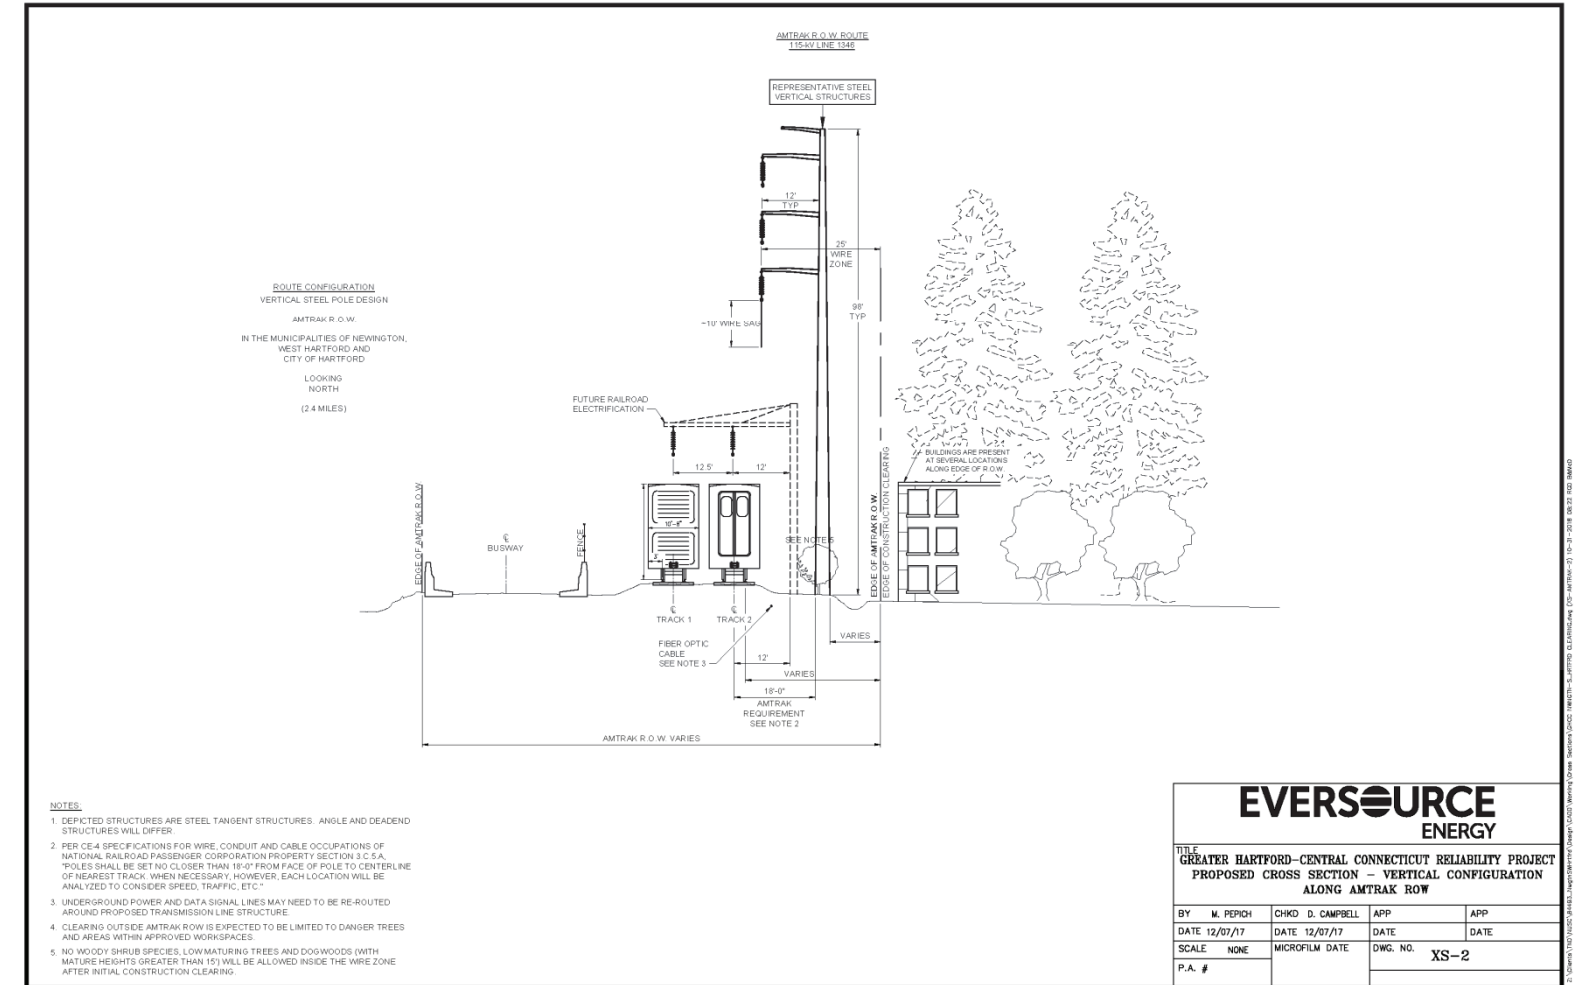 AMTRAK R.O.W. ROUTE
115-kV LINE 1346
REPRESENTATIVE STEEL
VERTICAL STRUCTURES
12'
TYP
25'
WIRE
ZONE
98'
TYP
~10' WIRE SAG
ROUTE CONFIGURATION
VERTICAL STEEL POLE DESIGN
AMTRAK R.O.W.
IN THE MUNICIPALITIES OF NEWINGTON,
WEST HARTFORD AND
CITY OF HARTFORD
LOOKING
NORTH
(2.4 MILES)
FUTURE RAILROAD
ELECTRIFICATION
BUILDINGS ARE PRESENT
AT SEVERAL LOCATIONS
ALONG EDGE OF R.O.W.
12.5'
12'
10'-8"
3'
SEE NOTE 5
EDGE OF AMTRAK R.O.W.
℄
BUSWAY
FENCE
EDGE OF AMTRAK R.O.W.
EDGE OF CONSTRUCTION CLEARING
℄
TRACK 1
℄
TRACK 2
FIBER OPTIC
CABLE
SEE NOTE 3
VARIES
12'
VARIES
18'-0"
AMTRAK
REQUIREMENT
SEE NOTE 2
AMTRAK R.O.W. VARIES
NOTES:
1. DEPICTED STRUCTURES ARE STEEL TANGENT STRUCTURES. ANGLE AND DEADEND
STRUCTURES WILL DIFFER.
2. PER CE-4 SPECIFICATIONS FOR WIRE, CONDUIT AND CABLE OCCUPATIONS OF
NATIONAL RAILROAD PASSENGER CORPORATION PROPERTY SECTION 3.C.5.A,
"POLES SHALL BE SET NO CLOSER THAN 18'-0" FROM FACE OF POLE TO CENTERLINE
OF NEAREST TRACK. WHEN NECESSARY, HOWEVER, EACH LOCATION WILL BE
ANALYZED TO CONSIDER SPEED, TRAFFIC, ETC."
3. UNDERGROUND POWER AND DATA SIGNAL LINES MAY NEED TO BE RE-ROUTED
AROUND PROPOSED TRANSMISSION LINE STRUCTURE.
4. CLEARING OUTSIDE AMTRAK ROW IS EXPECTED TO BE LIMITED TO DANGER TREES
AND AREAS WITHIN APPROVED WORKSPACES.
5. NO WOODY SHRUB SPECIES, LOW MATURING TREES AND DOGWOODS (WITH
MATURE HEIGHTS GREATER THAN 15') WILL BE ALLOWED INSIDE THE WIRE ZONE
AFTER INITIAL CONSTRUCTION CLEARING.
EVERSOURCE
ENERGY
TITLE
GREATER HARTFORD-CENTRAL CONNECTICUT RELIABILITY PROJECT
PROPOSED CROSS SECTION - VERTICAL CONFIGURATION
ALONG AMTRAK ROW
BY M. PEPICH CHKD D. CAMPBELL APP APP
DATE 12/07/17 DATE 12/07/17 DATE DATE
SCALE NONE MICROFILM DATE DWG. NO. XS-2
P.A. #